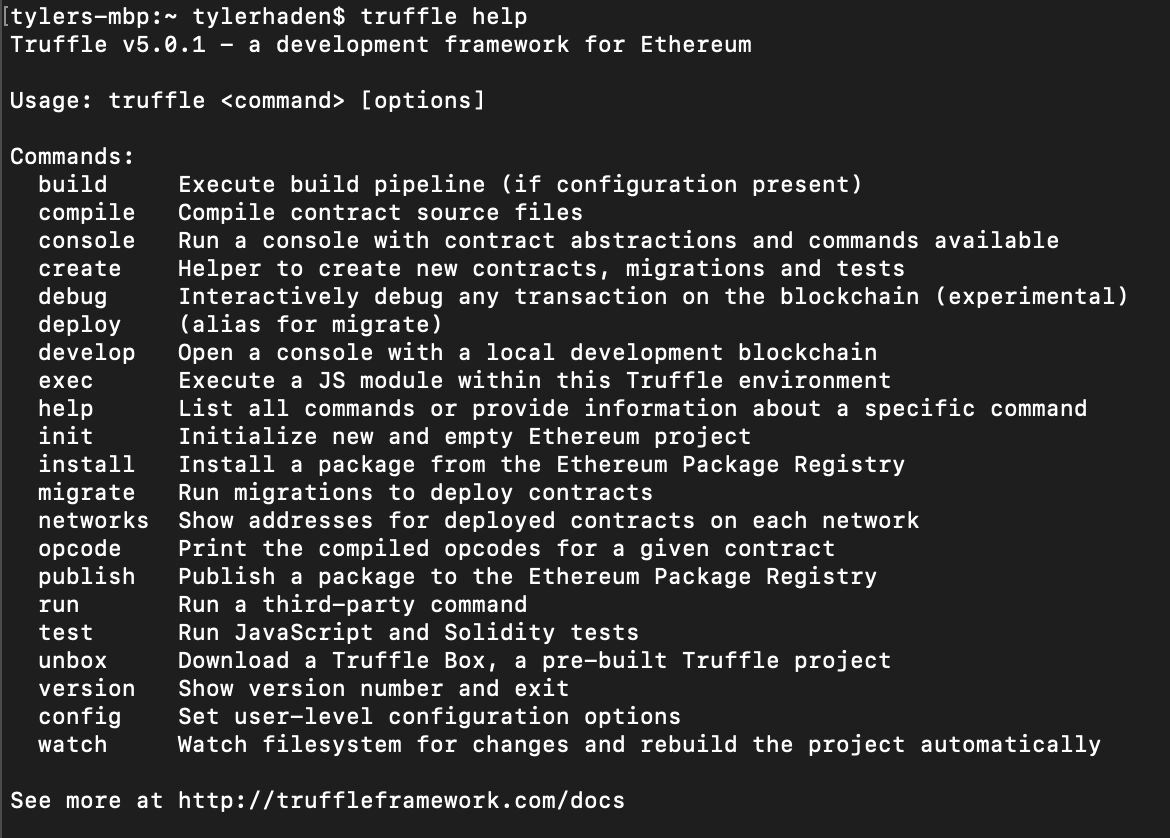 [tylers-mbp:~ tylerhaden$ truffle help
Truffle v5.0.1 - a development framework for Ethereum

Usage: truffle <command> [options]

Commands:
  build     Execute build pipeline (if configuration present)
  compile   Compile contract source files
  console   Run a console with contract abstractions and commands available
  create    Helper to create new contracts, migrations and tests
  debug     Interactively debug any transaction on the blockchain (experimental)
  deploy    (alias for migrate)
  develop   Open a console with a local development blockchain
  exec      Execute a JS module within this Truffle environment
  help      List all commands or provide information about a specific command
  init      Initialize new and empty Ethereum project
  install   Install a package from the Ethereum Package Registry
  migrate   Run migrations to deploy contracts
  networks  Show addresses for deployed contracts on each network
  opcode    Print the compiled opcodes for a given contract
  publish   Publish a package to the Ethereum Package Registry
  run       Run a third-party command
  test      Run JavaScript and Solidity tests
  unbox     Download a Truffle Box, a pre-built Truffle project
  version   Show version number and exit
  config    Set user-level configuration options
  watch     Watch filesystem for changes and rebuild the project automatically

See more at http://truffleframework.com/docs